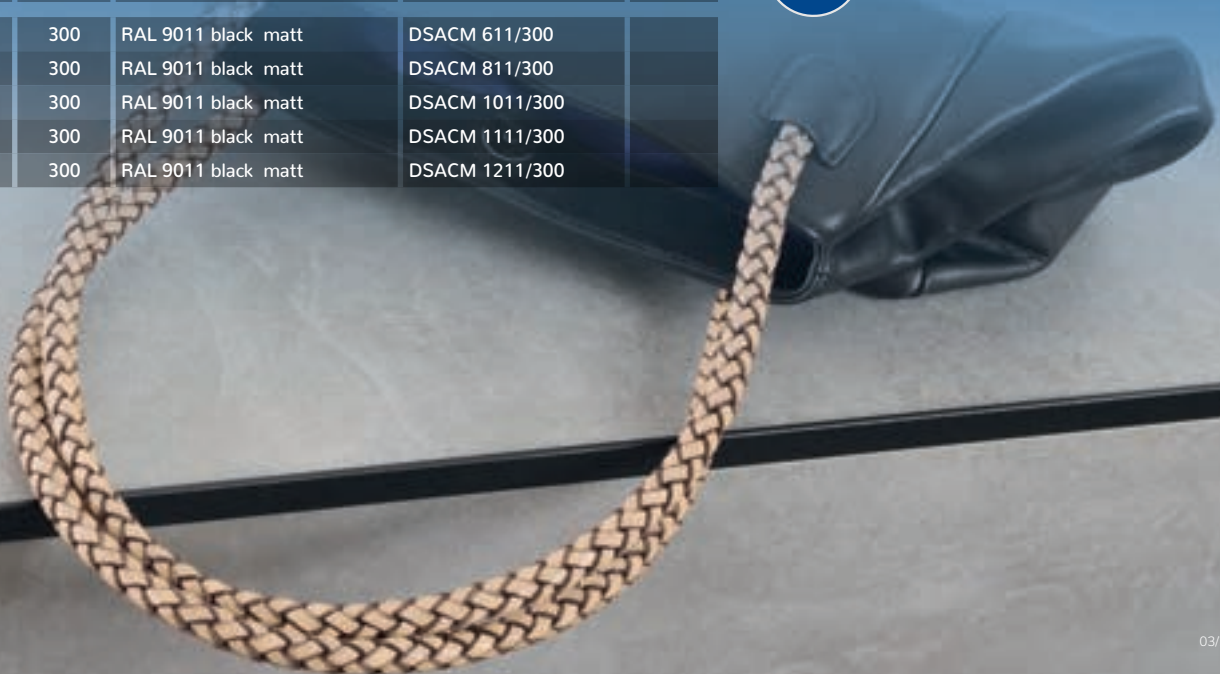 300 RAL 9011 black matt DSACM 611/300
300 RAL 9011 black matt DSACM 811/300
300 RAL 9011 black matt DSACM 1011/300
300 RAL 9011 black matt DSACM 1111/300
300 RAL 9011 black matt DSACM 1211/300
03/